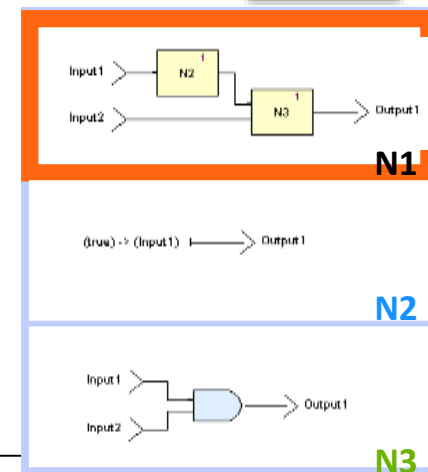 1
Input1
N2
1
Input2
N3
Output1
N1
(true) -> (Input1)
Output1
N2
Input1
Output1
Input2
N3